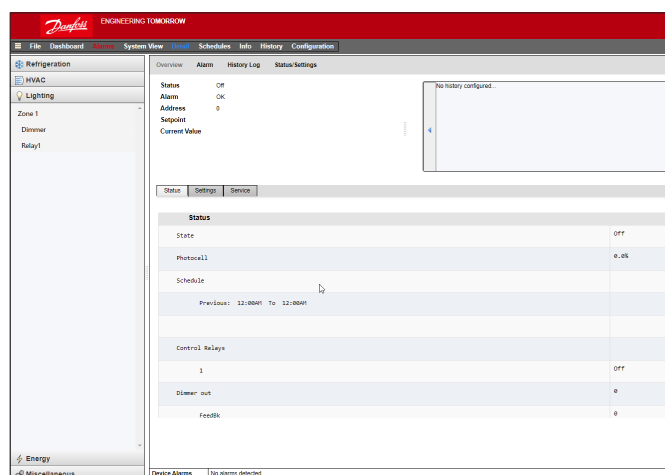 Danfoss ENGINEERING TOMORROW
File Dashboard Alarms System View Detail Schedules Info History Configuration
Refrigeration
HVAC
Lighting
Zone 1
Dimmer
Relay1
Energy
Miscellaneous
Overview Alarm History Log Status/Settings
Status Off
Alarm OK
Address 0
Setpoint
Current Value
No history configured...
Status Settings Service
Status
State Off
Photocell 0.0%
Schedule
Previous: 12:00AM To 12:00AM
Control Relays
1 Off
Dimmer out 0
FeedBk 0
Device Alarms No alarms detected